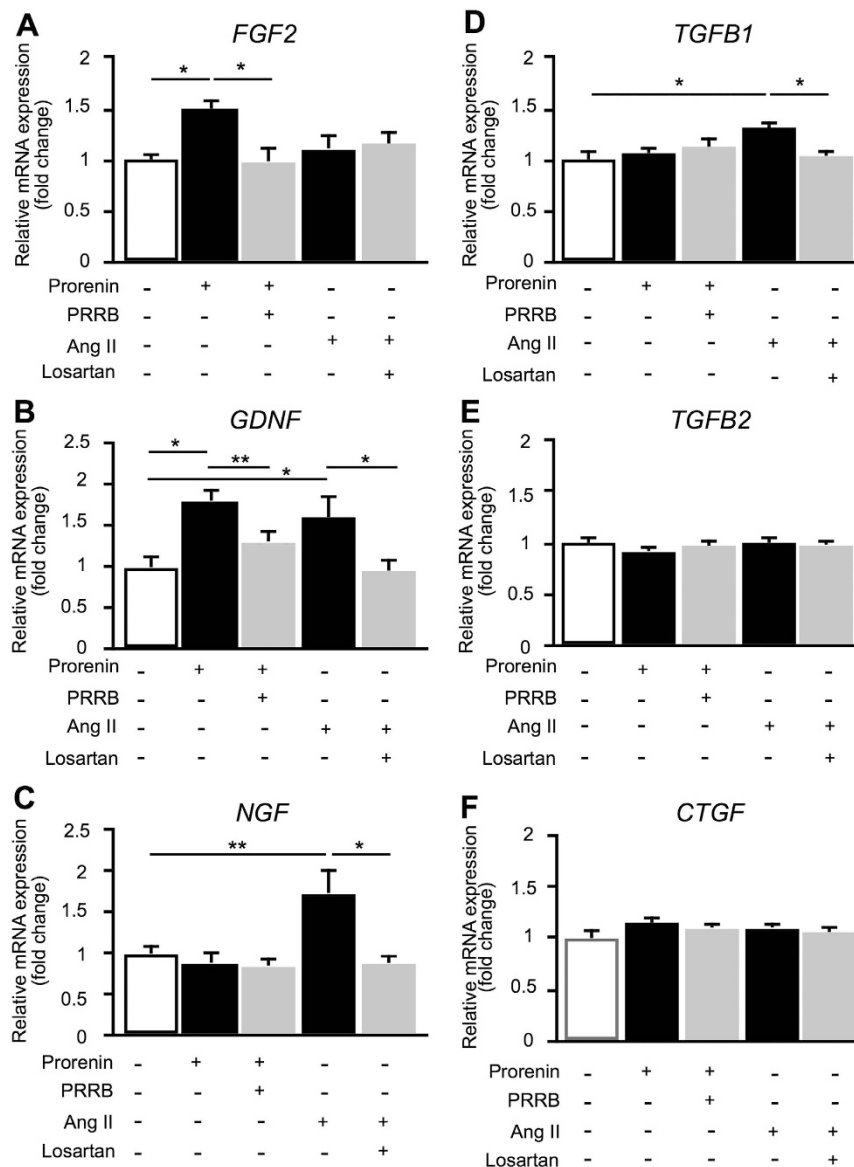 A
FGF2
Relative mRNA expression
(fold change)
2
1.5
1
0.5
0
* *
Prorenin - + + - -
PRRB - - + - -
Ang II - - - + +
Losartan - - - - +
B
GDNF
Relative mRNA expression
(fold change)
2.5
2
1.5
1
0.5
0
* ** * *
Prorenin - + + - -
PRRB - - + - -
Ang II - - - + +
Losartan - - - - +
C
NGF
Relative mRNA expression
(fold change)
2.5
2
1.5
1
0.5
0
** *
Prorenin - + + - -
PRRB - - + - -
Ang II - - - + +
Losartan - - - - +
D
TGFB1
Relative mRNA expression
(fold change)
2
1.5
1
0.5
0
* *
Prorenin - + + - -
PRRB - - + - -
Ang II - - - + +
Losartan - - - - +
E
TGFB2
Relative mRNA expression
(fold change)
2
1.5
1
0.5
0
Prorenin - + + - -
PRRB - - + - -
Ang II - - - + +
Losartan - - - - +
F
CTGF
Relative mRNA expression
(fold change)
2
1.5
1
0.5
0
Prorenin - + + - -
PRRB - - + - -
Ang II - - - + +
Losartan - - - - +